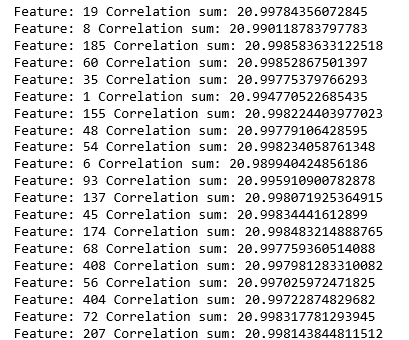 Feature: 19 Correlation sum: 20.99784356072845
Feature: 8 Correlation sum: 20.990118783797783
Feature: 185 Correlation sum: 20.998583633122518
Feature: 60 Correlation sum: 20.99852867501397
Feature: 35 Correlation sum: 20.99775379766293
Feature: 1 Correlation sum: 20.994770522685435
Feature: 155 Correlation sum: 20.998224403977023
Feature: 48 Correlation sum: 20.99779106428595
Feature: 54 Correlation sum: 20.998234058761348
Feature: 6 Correlation sum: 20.989940424856186
Feature: 93 Correlation sum: 20.995910900782878
Feature: 137 Correlation sum: 20.998071925364915
Feature: 45 Correlation sum: 20.99834441612899
Feature: 174 Correlation sum: 20.998483214888765
Feature: 68 Correlation sum: 20.997759360514088
Feature: 408 Correlation sum: 20.997981283310082
Feature: 56 Correlation sum: 20.997025972471825
Feature: 404 Correlation sum: 20.99722874829682
Feature: 72 Correlation sum: 20.998317781293945
Feature: 207 Correlation sum: 20.998143844811512